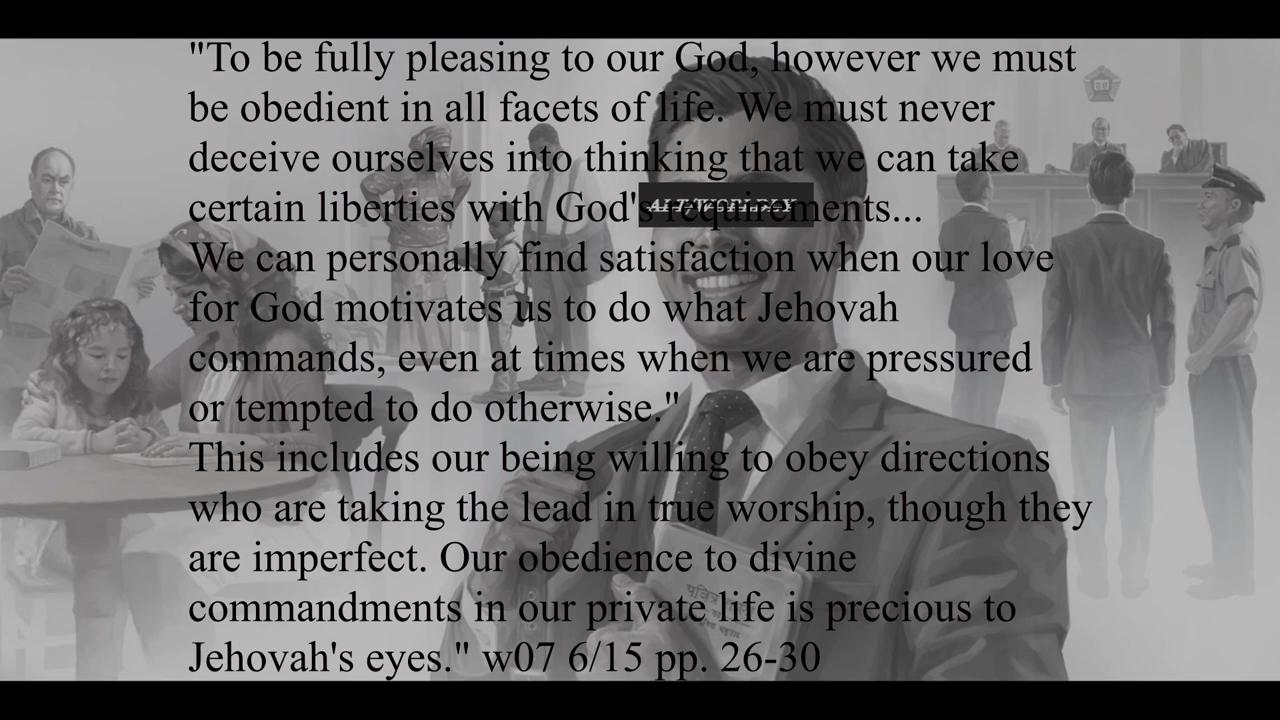 "To be fully pleasing to our God, however we must
be obedient in all facets of life. We must never
deceive ourselves into thinking that we can take
certain liberties with God's requirements...
We can personally find satisfaction when our love
for God motivates us to do what Jehovah
commands, even at times when we are pressured
or tempted to do otherwise."
This includes our being willing to obey directions
who are taking the lead in true worship, though they
are imperfect. Our obedience to divine
commandments in our private life is precious to
Jehovah's eyes." w07 6/15 pp. 26-30
पवित्र